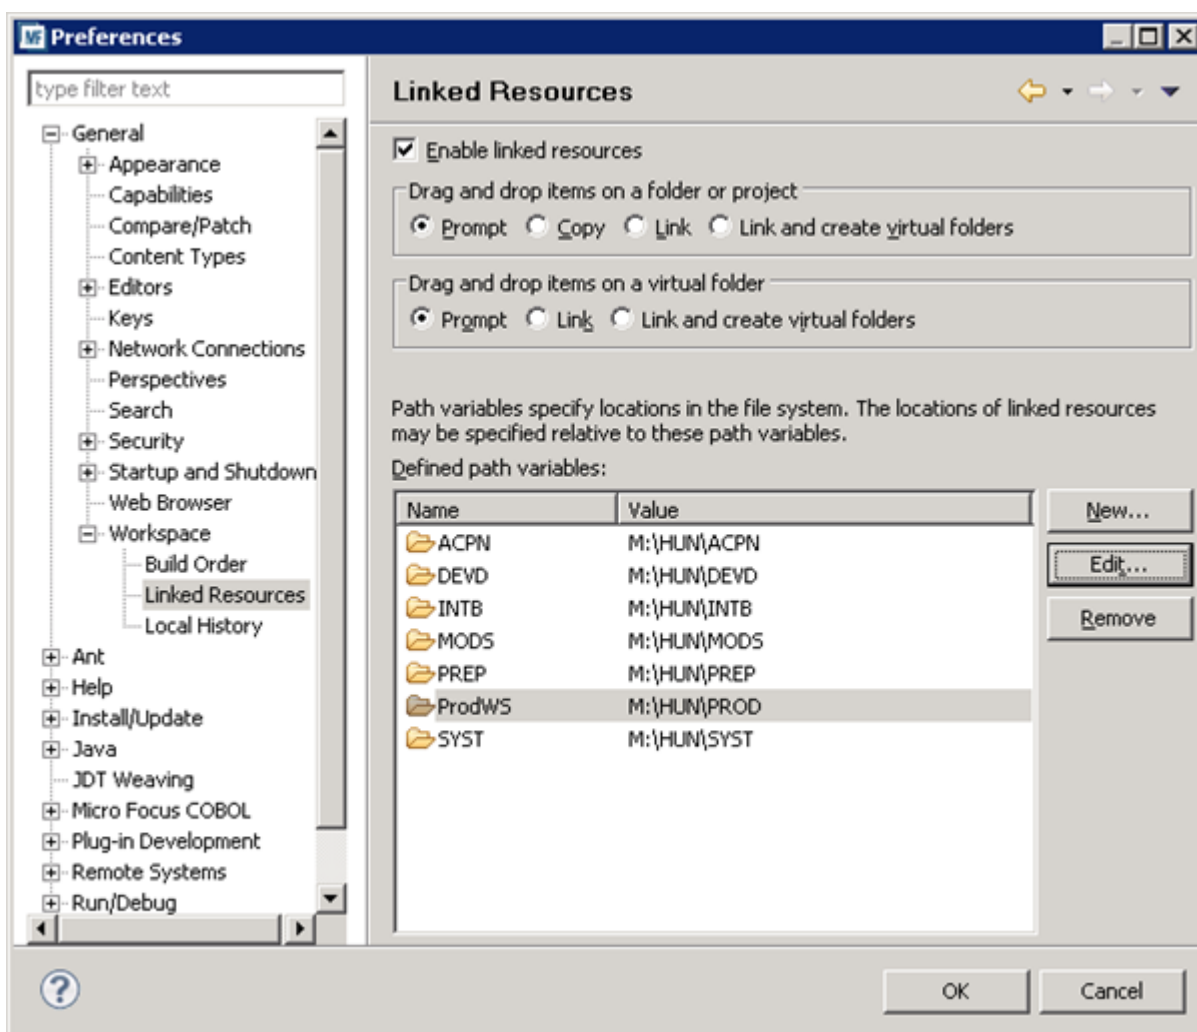 Preferences
type filter text
General
Appearance
Capabilities
Compare/Patch
Content Types
Editors
Keys
Network Connections
Perspectives
Search
Security
Startup and Shutdown
Web Browser
Workspace
Build Order
Linked Resources
Local History
Ant
Help
Install/Update
Java
JDT Weaving
Micro Focus COBOL
Plug-in Development
Remote Systems
Run/Debug
Linked Resources
Enable linked resources
Drag and drop items on a folder or project
Prompt Copy Link Link and create virtual folders
Drag and drop items on a virtual folder
Prompt Link Link and create virtual folders
Path variables specify locations in the file system. The locations of linked resources
may be specified relative to these path variables.
Defined path variables:
Name Value
ACPN M:\HUN\ACPN
DEVD M:\HUN\DEVD
INTB M:\HUN\INTB
MODS M:\HUN\MODS
PREP M:\HUN\PREP
ProdWS M:\HUN\PROD
SYST M:\HUN\SYST
New...
Edit...
Remove
?
OK Cancel